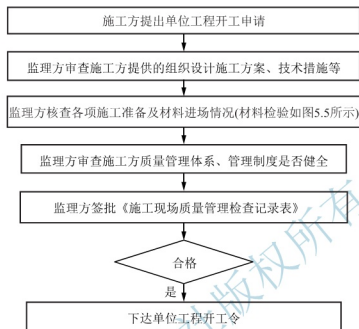 施工方提出单位工程开工申请
监理方审查施工方提供的组织设计施工方案、技术措施等
监理方核查各项施工准备及材料进场情况(材料检验如图5.5所示)
监理方审查施工方质量管理体系、管理制度是否健全
监理方签批《施工现场质量管理检查记录表》
合格
是
下达单位工程开工令
社版权所有